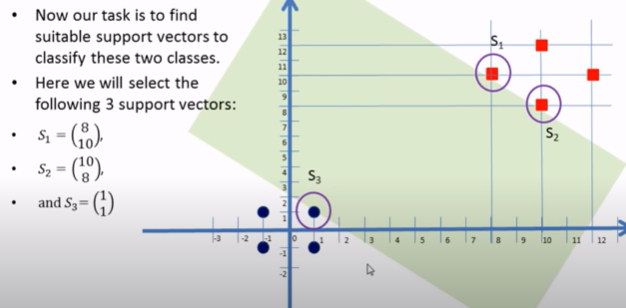 • Now our task is to find
suitable support vectors to
classify these two classes.
• Here we will select the
following 3 support vectors:
• S₁ = (8 10),
• S₂ = (10 8),
• and S₃= (1 1)
13
12
11
10
9
8
7
6
5
4
3
2
1
-1
-2
-3 -2 -1 0 1 2 3 4 5 6 7 8 9 10 11 12
S₁
S₂
S₃